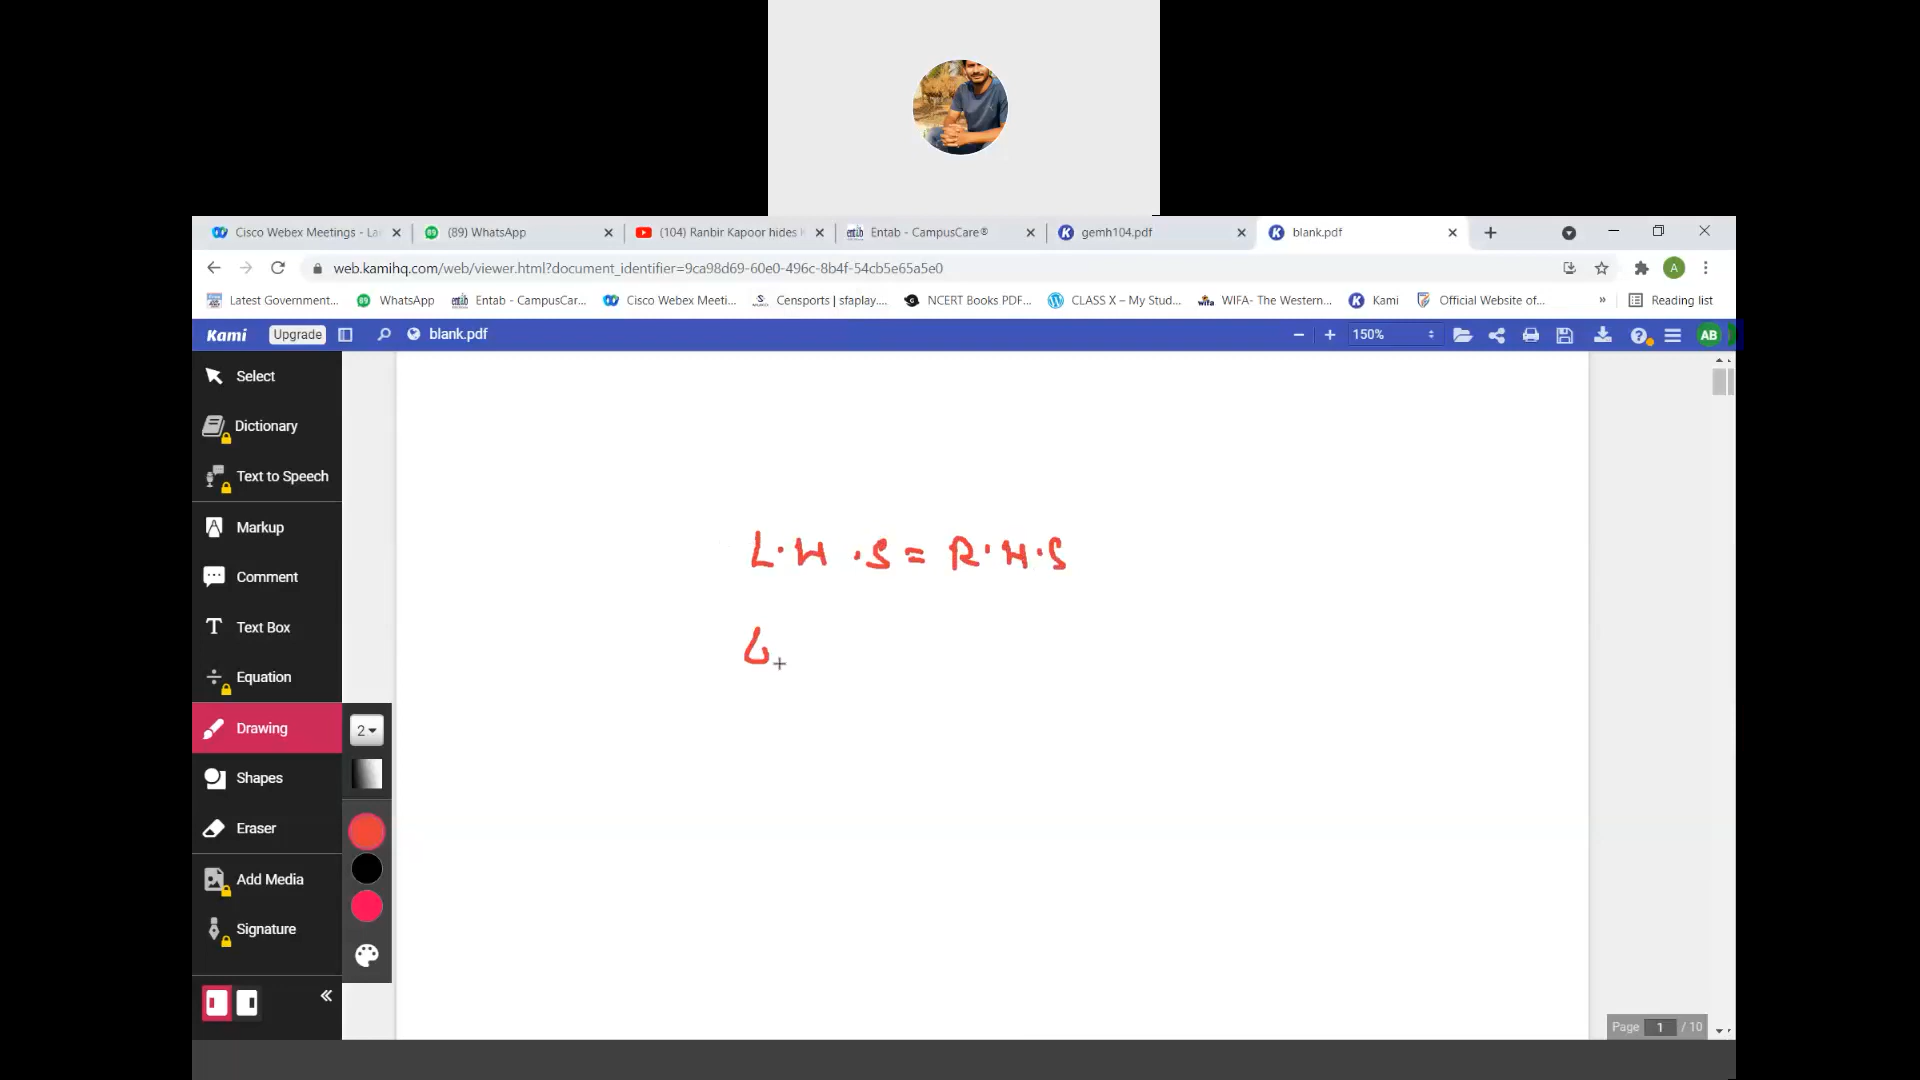 Cisco Webex Meetings - La
(89) WhatsApp
(104) Ranbir Kapoor hides
Entab - CampusCare®
gemh104.pdf
blank.pdf
web.kamihq.com/web/viewer.html?document_identifier=9ca98d69-60e0-496c-8b4f-54cb5e65a5e0
A
Latest Government...
WhatsApp
Entab - CampusCar...
Cisco Webex Meeti...
Censports | sfaplay....
NCERT Books PDF...
CLASS X – My Stud...
WIFA- The Western...
Kami
Official Website of...
»
Reading list
Kami
Upgrade
blank.pdf
150%
AB
Select
Dictionary
Text to Speech
Markup
Comment
Text Box
Equation
Drawing
Shapes
Eraser
Add Media
Signature
2
L.H.S = R.H.S
Page 1 / 10